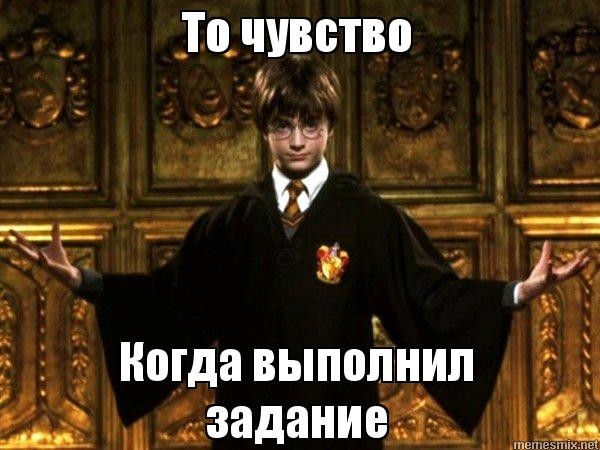 То чувство
Когда выполнил
задание
memesmix.net